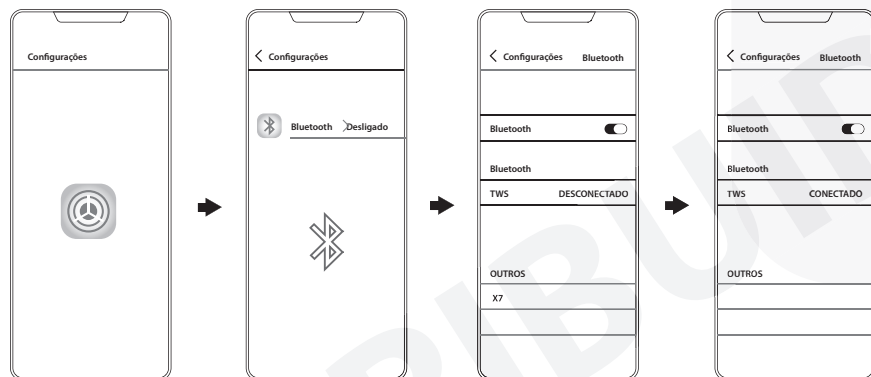 Configurações
Configurações
Bluetooth Desligado
Configurações Bluetooth
Bluetooth
Bluetooth
TWS DESCONECTADO
OUTROS
X7
Configurações Bluetooth
Bluetooth
Bluetooth
TWS CONECTADO
OUTROS